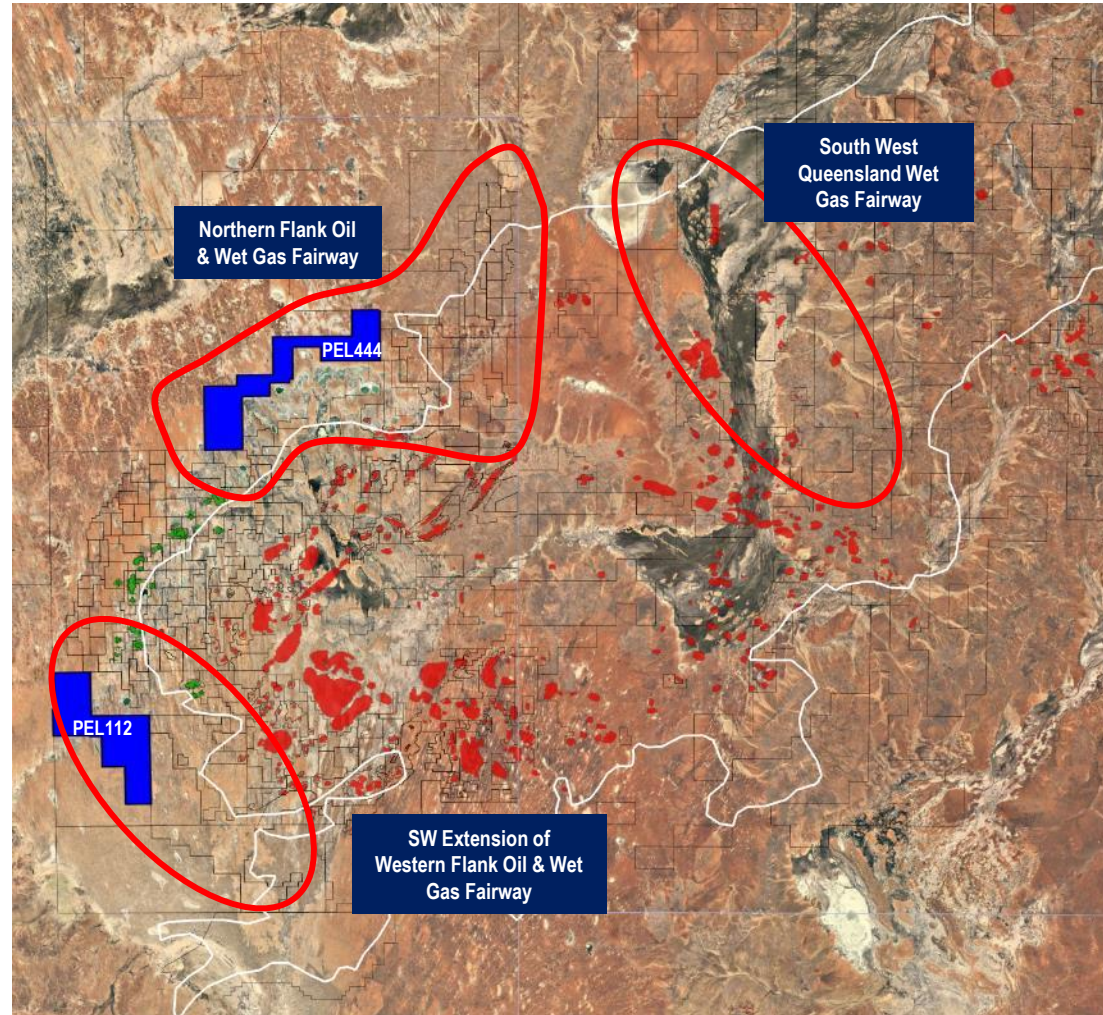 South West
Queensland Wet
Gas Fairway
Northern Flank Oil
& Wet Gas Fairway
PEL444
PEL112
SW Extension of
Western Flank Oil & Wet
Gas Fairway